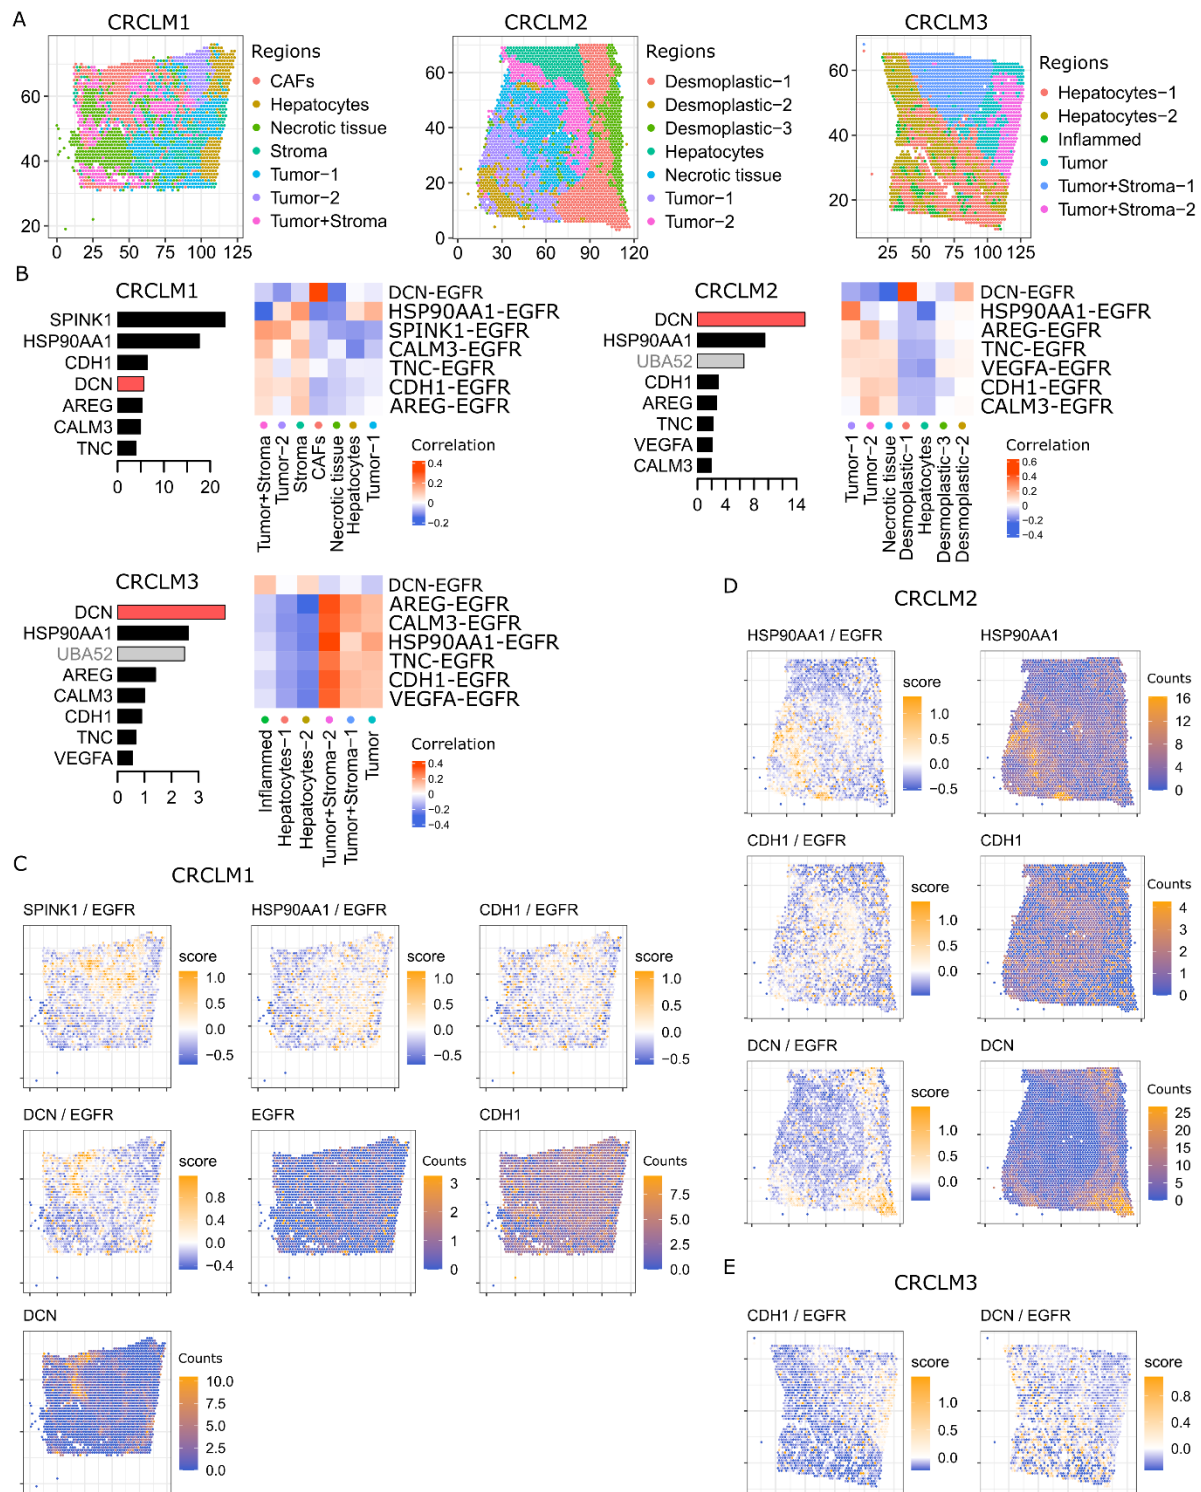 A
CRCLM1
60
40
20
0
25
50
75
100
125
Regions
CAFs
Hepatocytes
Necrotic tissue
Stroma
Tumor−1
Tumor−2
Tumor+Stroma
CRCLM2
60
40
20
0
0
30
60
90
120
Regions
Desmoplastic−1
Desmoplastic−2
Desmoplastic−3
Hepatocytes
Necrotic tissue
Tumor−1
Tumor−2
CRCLM3
60
40
20
25
50
75
100
125
Regions
Hepatocytes−1
Hepatocytes−2
Inflammed
Tumor
Tumor+Stroma−1
Tumor+Stroma−2
B
CRCLM1
SPINK1
HSP90AA1
CDH1
DCN
AREG
CALM3
TNC
0
10
20
DCN-EGFR
HSP90AA1-EGFR
SPINK1-EGFR
CALM3-EGFR
TNC-EGFR
CDH1-EGFR
AREG-EGFR
Tumor+Stroma
Tumor−2
Stroma
CAFs
Necrotic tissue
Hepatocytes
Tumor−1
Correlation
0.4
0.2
0
−0.2
CRCLM2
DCN
HSP90AA1
UBA52
CDH1
AREG
TNC
VEGFA
CALM3
0
4
8
14
DCN-EGFR
HSP90AA1-EGFR
AREG-EGFR
TNC-EGFR
VEGFA-EGFR
CDH1-EGFR
CALM3-EGFR
Tumor−1
Tumor−2
Necrotic tissue
Desmoplastic−1
Hepatocytes
Desmoplastic−3
Desmoplastic−2
Correlation
0.6
0.4
0.2
0
−0.2
−0.4
CRCLM3
DCN
HSP90AA1
UBA52
AREG
CALM3
CDH1
TNC
VEGFA
0
1
2
3
DCN-EGFR
AREG-EGFR
CALM3-EGFR
HSP90AA1-EGFR
TNC-EGFR
CDH1-EGFR
VEGFA-EGFR
Inflammed
Hepatocytes−1
Hepatocytes−2
Tumor+Stroma−2
Tumor+Stroma−1
Tumor
Correlation
0.4
0.2
0
−0.2
−0.4
C
CRCLM1
SPINK1 / EGFR
score
1.0
0.5
0.0
−0.5
HSP90AA1 / EGFR
score
1.0
0.5
0.0
−0.5
CDH1 / EGFR
score
1.0
0.5
0.0
−0.5
DCN / EGFR
score
0.8
0.4
0.0
−0.4
EGFR
Counts
3
2
1
0
CDH1
Counts
7.5
5.0
2.5
0.0
DCN
Counts
10.0
7.5
5.0
2.5
0.0
D
CRCLM2
HSP90AA1 / EGFR
score
1.0
0.5
0.0
−0.5
HSP90AA1
Counts
16
12
8
4
0
CDH1 / EGFR
score
1.0
0.5
0.0
CDH1
Counts
4
3
2
1
0
DCN / EGFR
score
1.0
0.5
0.0
DCN
Counts
25
20
15
10
5
0
E
CRCLM3
CDH1 / EGFR
score
1.0
0.5
0.0
DCN / EGFR
score
0.8
0.4
0.0